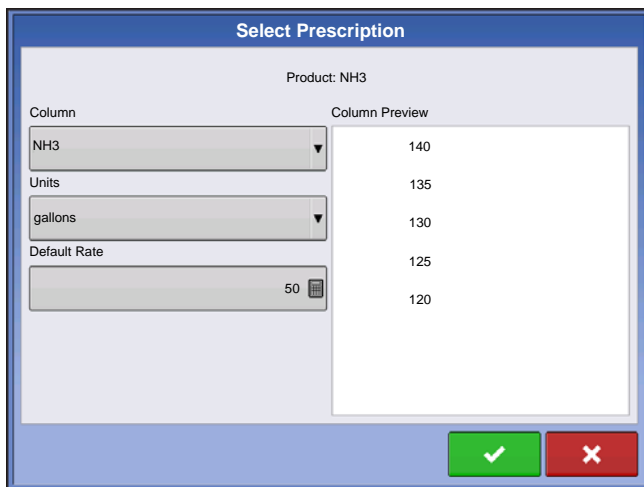 Select Prescription
Product: NH3
Column
NH3
Units
gallons
Default Rate
50
Column Preview
140
135
130
125
120